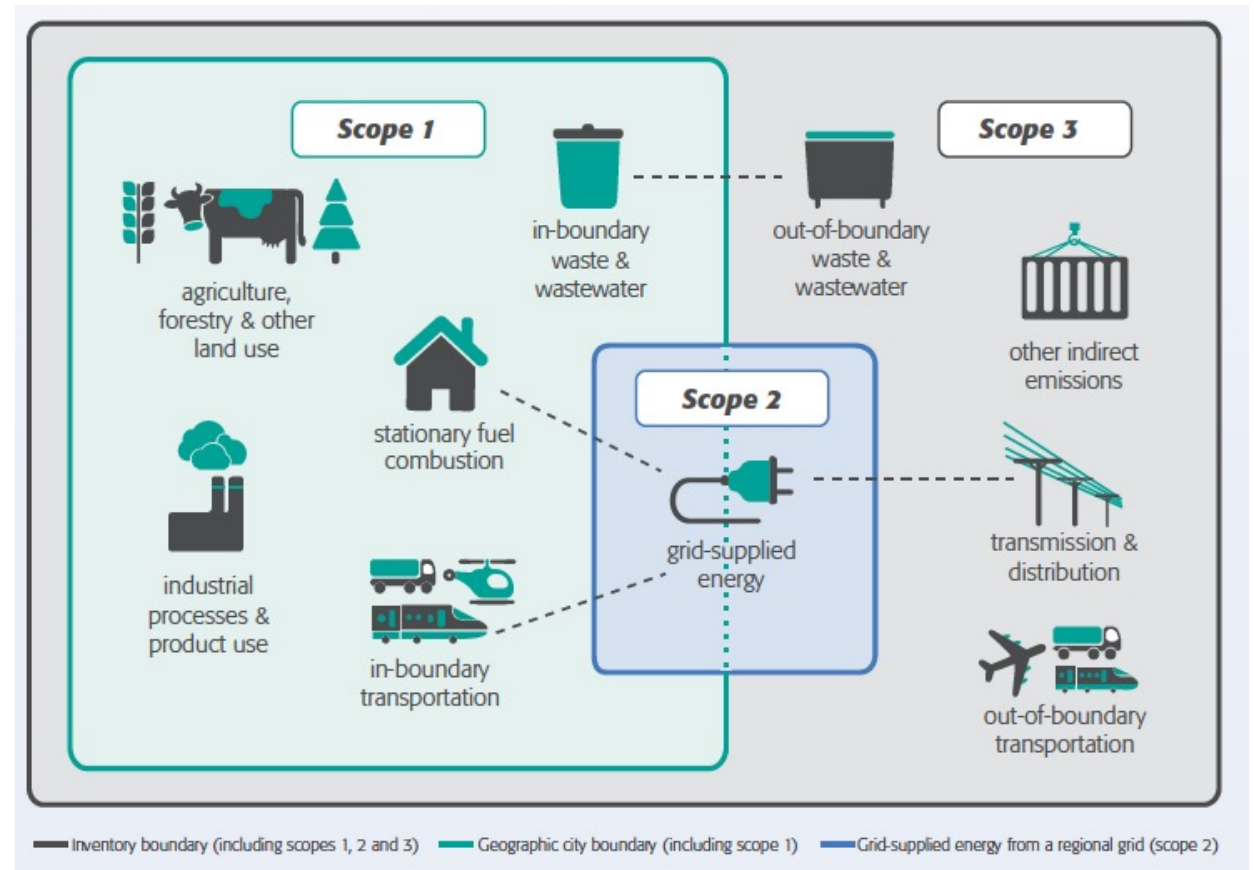 Scope 1
Scope 3
in-boundary
waste &
wastewater
out-of-boundary
waste &
wastewater
agriculture,
forestry & other
land use
other indirect
emissions
Scope 2
stationary fuel
combustion
grid-supplied
energy
transmission &
distribution
industrial
processes &
product use
in-boundary
transportation
out-of-boundary
transportation
Inventory boundary (including scopes 1, 2 and 3) Geographic city boundary (including scope 1) Grid-supplied energy from a regional grid (scope 2)